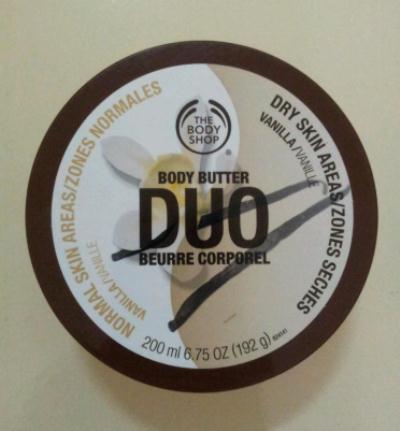 THE
BODY
SHOP
BODY BUTTER
DUO
BEURRE CORPOREL
NORMAL SKIN AREAS/ZONES NORMALES
VANILLA/VANILLE
DRY SKIN AREAS/ZONES SECHES
VANILLA/VANILLE
200 ml 6.75 OZ (192 g)